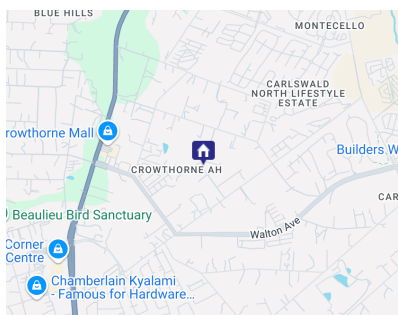 BLUE HILLS
MONTECELLO
CARLSWALD
NORTH LIFESTYLE
ESTATE
rowthorne Mall
Builders W
CROWTHORNE AH
CAR
Beaulieu Bird Sanctuary
Walton Ave
Corner
Centre
Chamberlain Kyalami
- Famous for Hardware...